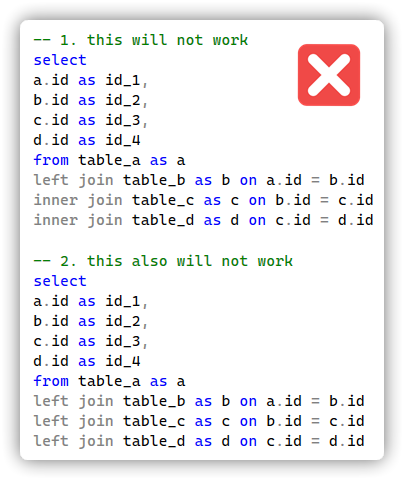 -- 1. this will not work
select
a.id as id_1,
b.id as id_2,
c.id as id_3,
d.id as id_4
from table_a as a
left join table_b as b on a.id = b.id
inner join table_c as c on b.id = c.id
inner join table_d as d on c.id = d.id
-- 2. this also will not work
select
a.id as id_1,
b.id as id_2,
c.id as id_3,
d.id as id_4
from table_a as a
left join table_b as b on a.id = b.id
left join table_c as c on b.id = c.id
left join table_d as d on c.id = d.id